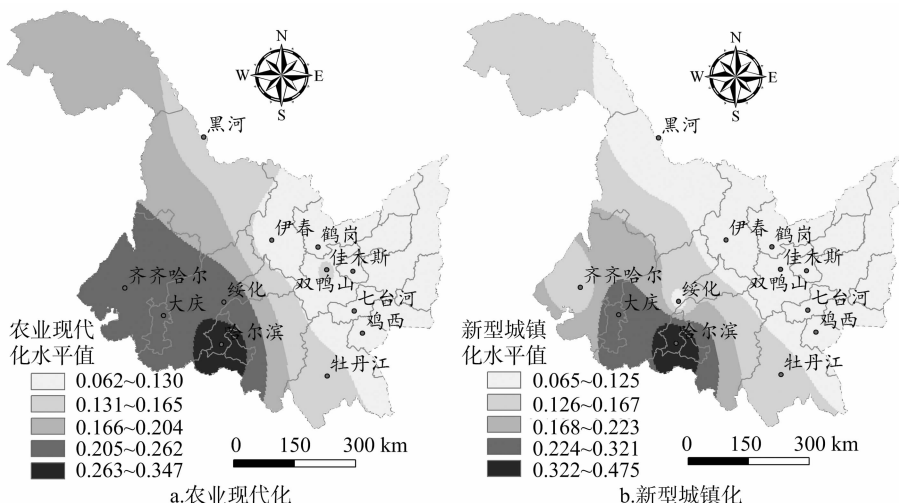 N
W E
S
黑河
伊春
鹤岗
佳木斯
双鸭山
齐齐哈尔
绥化
大庆
七台河
鸡西
哈尔滨
牡丹江
农业现代
化水平值
0.062~0.130
0.131~0.165
0.166~0.204
0.205~0.262
0.263~0.347
0 150 300 km
a.农业现代化
N
W E
S
黑河
伊春
鹤岗
佳木斯
双鸭山
齐齐哈尔
绥化
大庆
七台河
鸡西
哈尔滨
牡丹江
新型城镇
化水平值
0.065~0.125
0.126~0.167
0.168~0.223
0.224~0.321
0.322~0.475
0 150 300 km
b.新型城镇化